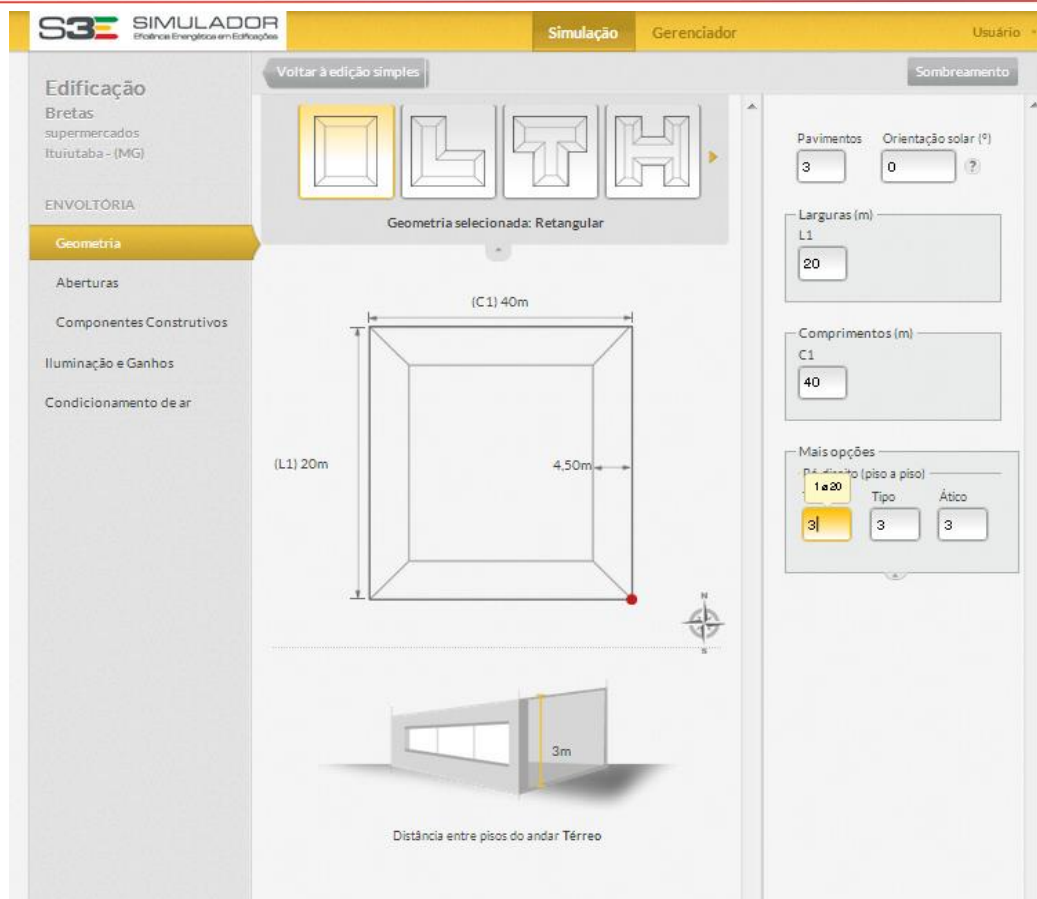 S3E SIMULADOR
Eficiência Energética em Edificações
Simulação
Gerenciador
Usuário
Edificação
Bretas
supermercados
Ituiutaba - (MG)
ENVOLTÓRIA
Geometria
Aberturas
Componentes Construtivos
Iluminação e Ganhos
Condicionamento de ar
Voltar à edição simples
Sombreamento
Geometria selecionada: Retangular
(C1) 40m
(L1) 20m
4,50m
N
S
3m
Distância entre pisos do andar Térreo
Pavimentos Orientação solar (º)
3 0 ?
Larguras (m)
L1
20
Comprimentos (m)
C1
40
Mais opções
(piso a piso)
1 a 20
Tipo Ático
3 3 3